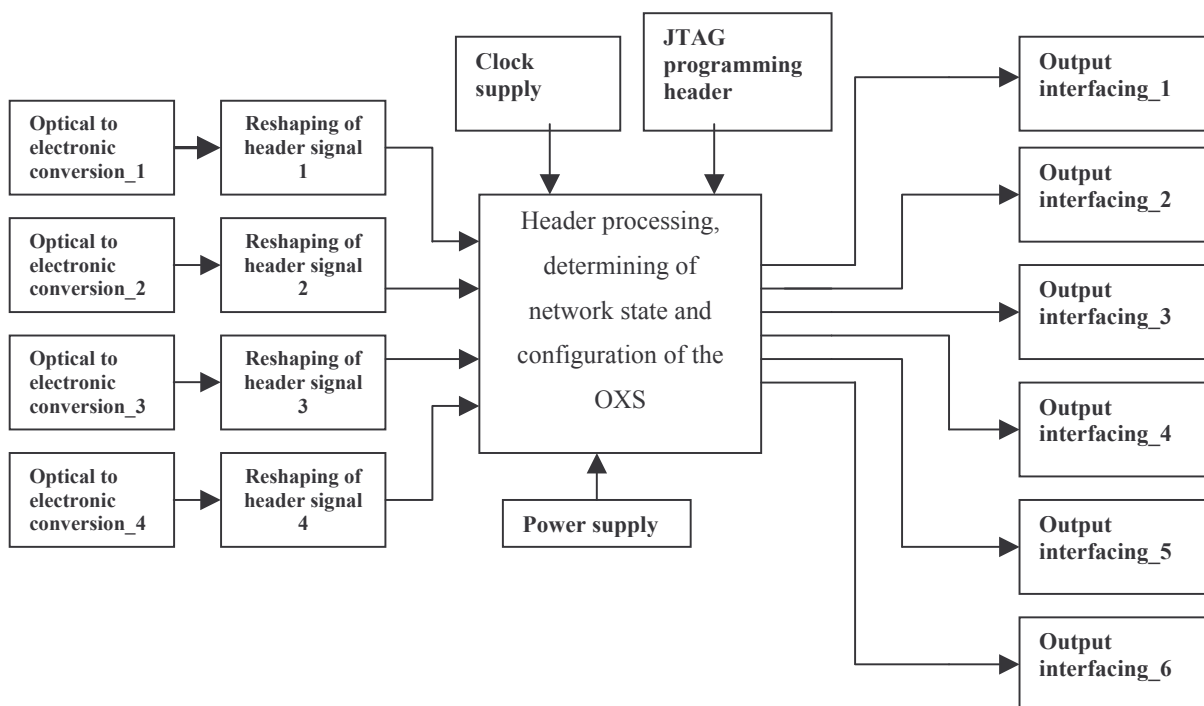 Clock
supply
JTAG
programming
header
Output
interfacing_1
Optical to
electronic
conversion_1
Reshaping of
header signal
1
Output
interfacing_2
Optical to
electronic
conversion_2
Reshaping of
header signal
2
Header processing,
determining of
network state and
configuration of the
OXS
Output
interfacing_3
Optical to
electronic
conversion_3
Reshaping of
header signal
3
Output
interfacing_4
Optical to
electronic
conversion_4
Reshaping of
header signal
4
Power supply
Output
interfacing_5
Output
interfacing_6